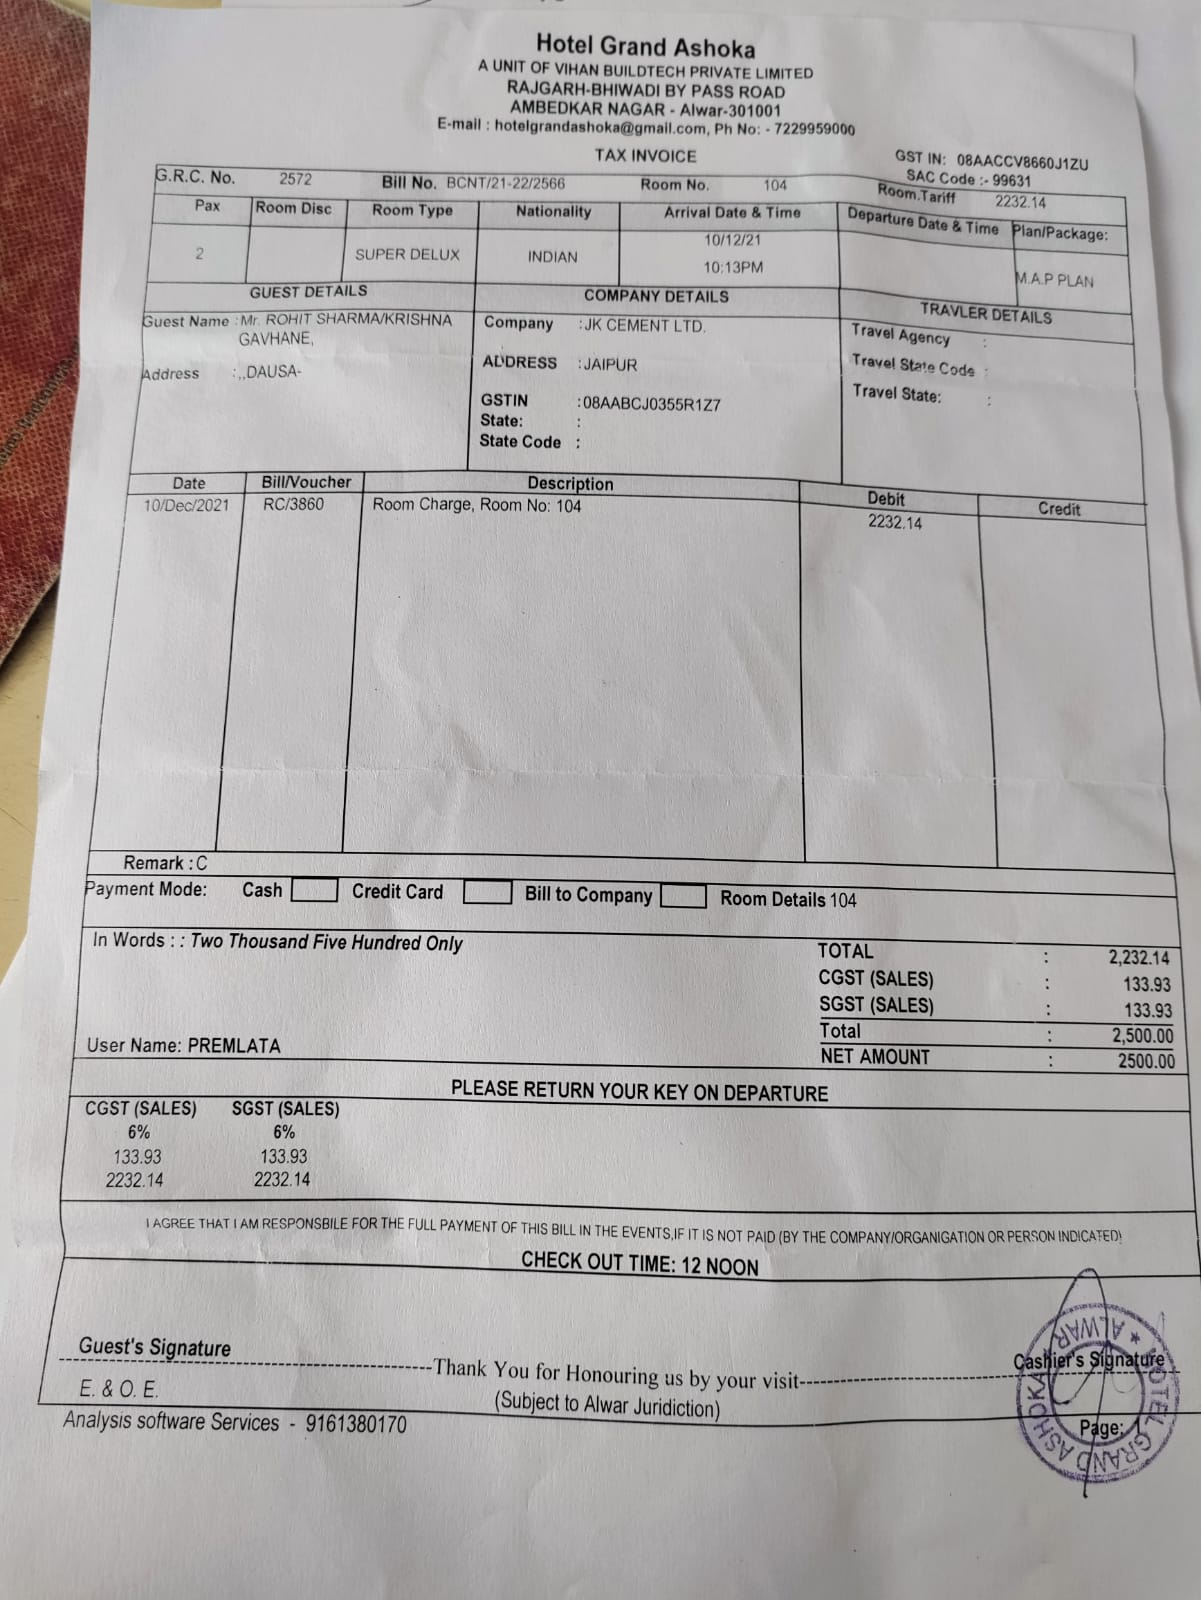 Hotel Grand Ashoka
A UNIT OF VIHAN BUILDTECH PRIVATE LIMITED
RAJGARH-BHIWADI BY PASS ROAD
AMBEDKAR NAGAR - Alwar-301001
E-mail : hotelgrandashoka@gmail.com, Ph No: - 7229959000
TAX INVOICE
GST IN: 08AACCV8660J1ZU
SAC Code :- 99631
G.R.C. No. 2572 Bill No. BCNT/21-22/2566 Room No. 104 Room.Tariff 2232.14
Pax Room Disc Room Type Nationality Arrival Date & Time Departure Date & Time Plan/Package:
2 SUPER DELUX INDIAN 10/12/21 M.A.P PLAN
10:13PM
GUEST DETAILS COMPANY DETAILS TRAVLER DETAILS
Guest Name :Mr. ROHIT SHARMA/KRISHNA Company :JK CEMENT LTD. Travel Agency :
GAVHANE,
Address :,,DAUSA- ADDRESS :JAIPUR Travel State Code :
GSTIN :08AABCJ0355R1Z7 Travel State: :
State: :
State Code :
Date Bill/Voucher Description Debit Credit
10/Dec/2021 RC/3860 Room Charge, Room No: 104 2232.14
Remark : C
Payment Mode: Cash Credit Card Bill to Company Room Details 104
In Words : : Two Thousand Five Hundred Only TOTAL : 2,232.14
CGST (SALES) : 133.93
SGST (SALES) : 133.93
Total : 2,500.00
User Name: PREMLATA NET AMOUNT : 2500.00
PLEASE RETURN YOUR KEY ON DEPARTURE
CGST (SALES) SGST (SALES)
6% 6%
133.93 133.93
2232.14 2232.14
I AGREE THAT I AM RESPONSBILE FOR THE FULL PAYMENT OF THIS BILL IN THE EVENTS,IF IT IS NOT PAID (BY THE COMPANY/ORGANIGATION OR PERSON INDICATED)
CHECK OUT TIME: 12 NOON
Guest's Signature Cashier's Signature
Thank You for Honouring us by your visit
E. & O. E. (Subject to Alwar Juridiction)
Analysis software Services - 9161380170 Page: 1
HOTEL GRAND ASHOKA ★ ALWAR